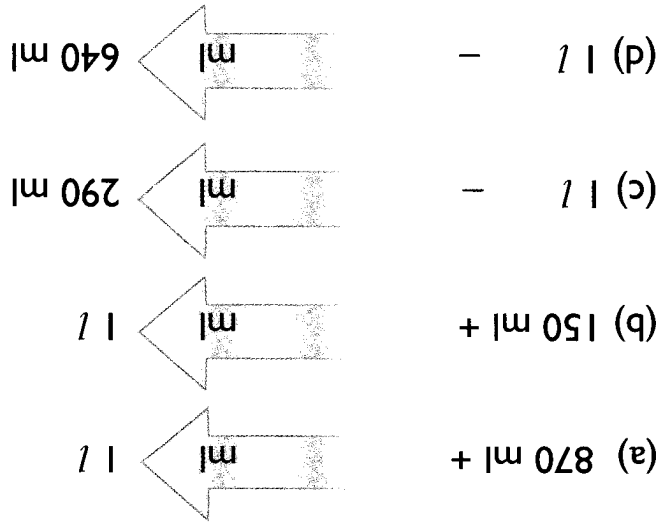 (a) 870 ml + ml 1 l
(b) 150 ml + ml 1 l
(c) 1 l - ml 290 ml
(d) 1 l - ml 640 ml